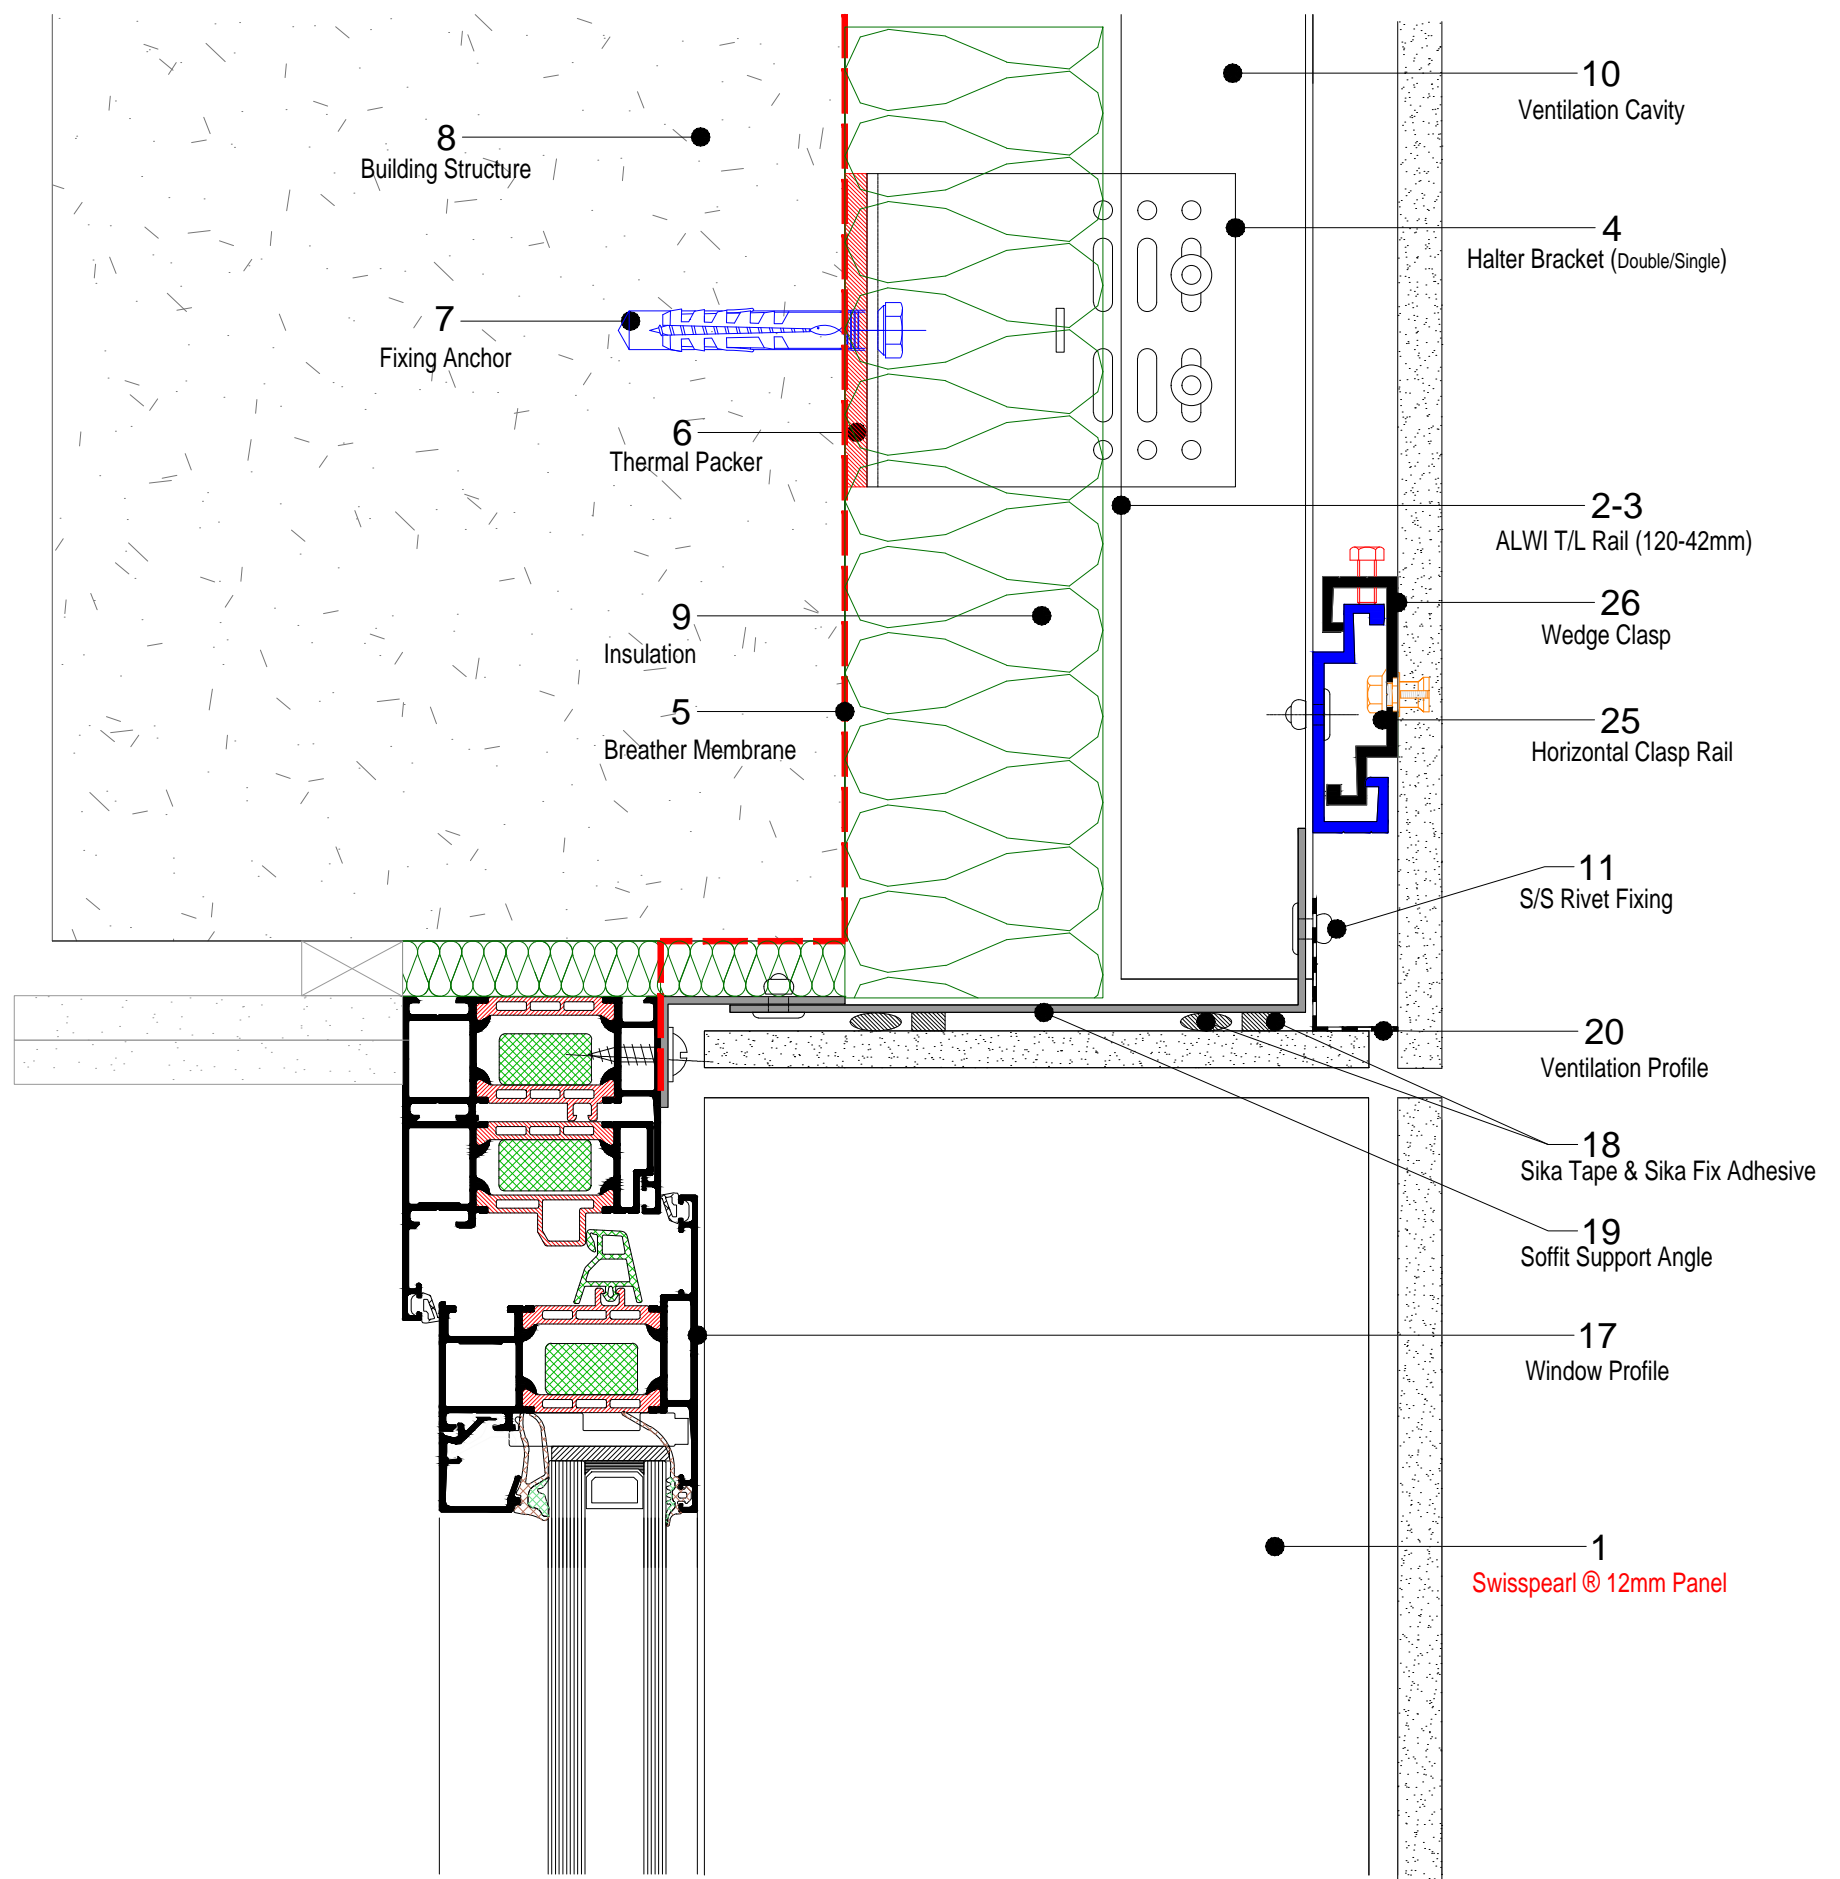 10
Ventilation Cavity
8
Building Structure
4
Halter Bracket (Double/Single)
7
Fixing Anchor
6
Thermal Packer
2-3
ALWI T/L Rail (120-42mm)
26
Wedge Clasp
9
Insulation
25
Horizontal Clasp Rail
5
Breather Membrane
11
S/S Rivet Fixing
20
Ventilation Profile
18
Sika Tape & Sika Fix Adhesive
19
Soffit Support Angle
17
Window Profile
1
Swisspearl ® 12mm Panel